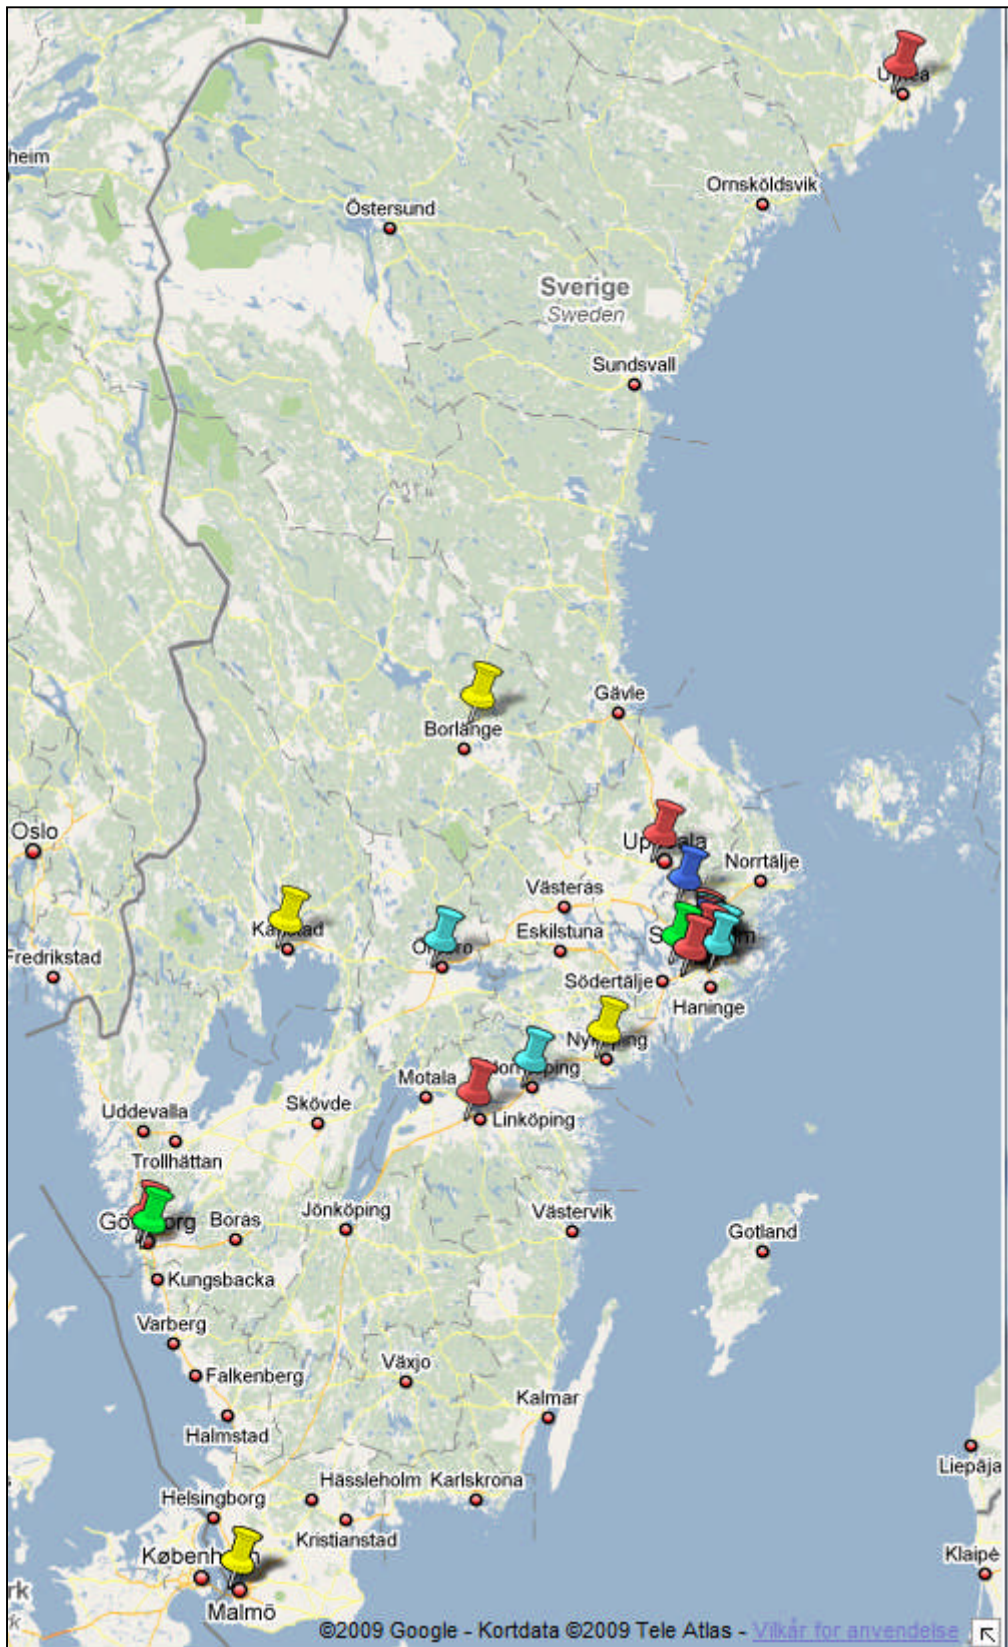 heim
Ornsköldsvik
Östersund
Sverige
Sweden
Sundsvall
Gävle
Borlänge
Oslo
Norrtälje
Västerås
Eskilstuna
Fredrikstad
Södertälje
Haninge
Motala
Skövde
Uddevalla
Linköping
Trollhättan
Jönköping
Borås
Västervik
Gotland
Kungsbacka
Varberg
Växjo
Falkenberg
Kalmar
Halmstad
Liepāja
Hässleholm
Karlskrona
Helsingborg
Kristianstad
Klaipė
rk
k
Malmö
©2009 Google - Kortdata ©2009 Tele Atlas - Vilkår for anvendelse